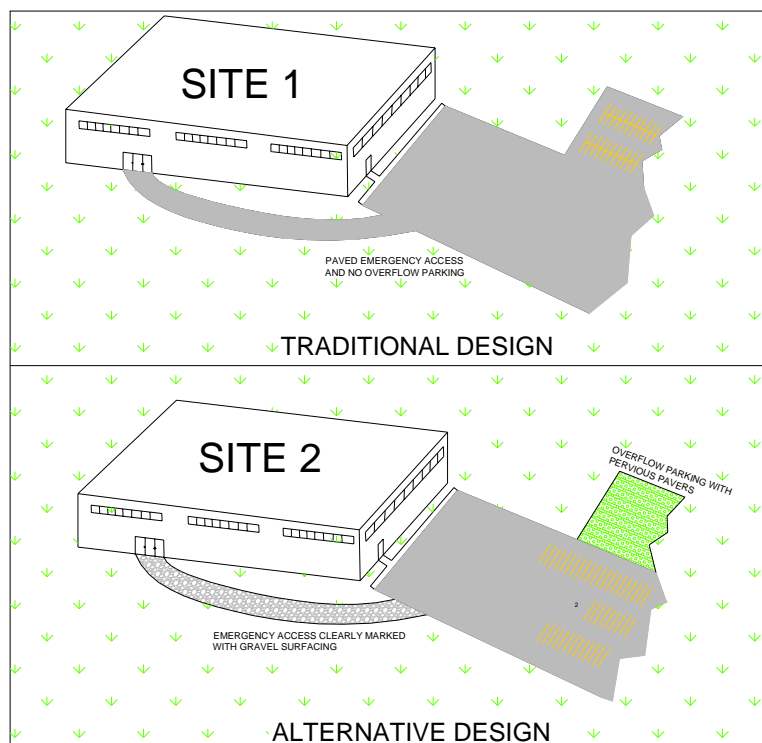 SITE 1
PAVED EMERGENCY ACCESS
AND NO OVERFLOW PARKING
TRADITIONAL DESIGN
SITE 2
OVERFLOW PARKING WITH
PERVIOUS PAVERS
2
EMERGENCY ACCESS CLEARLY MARKED
WITH GRAVEL SURFACING
ALTERNATIVE DESIGN